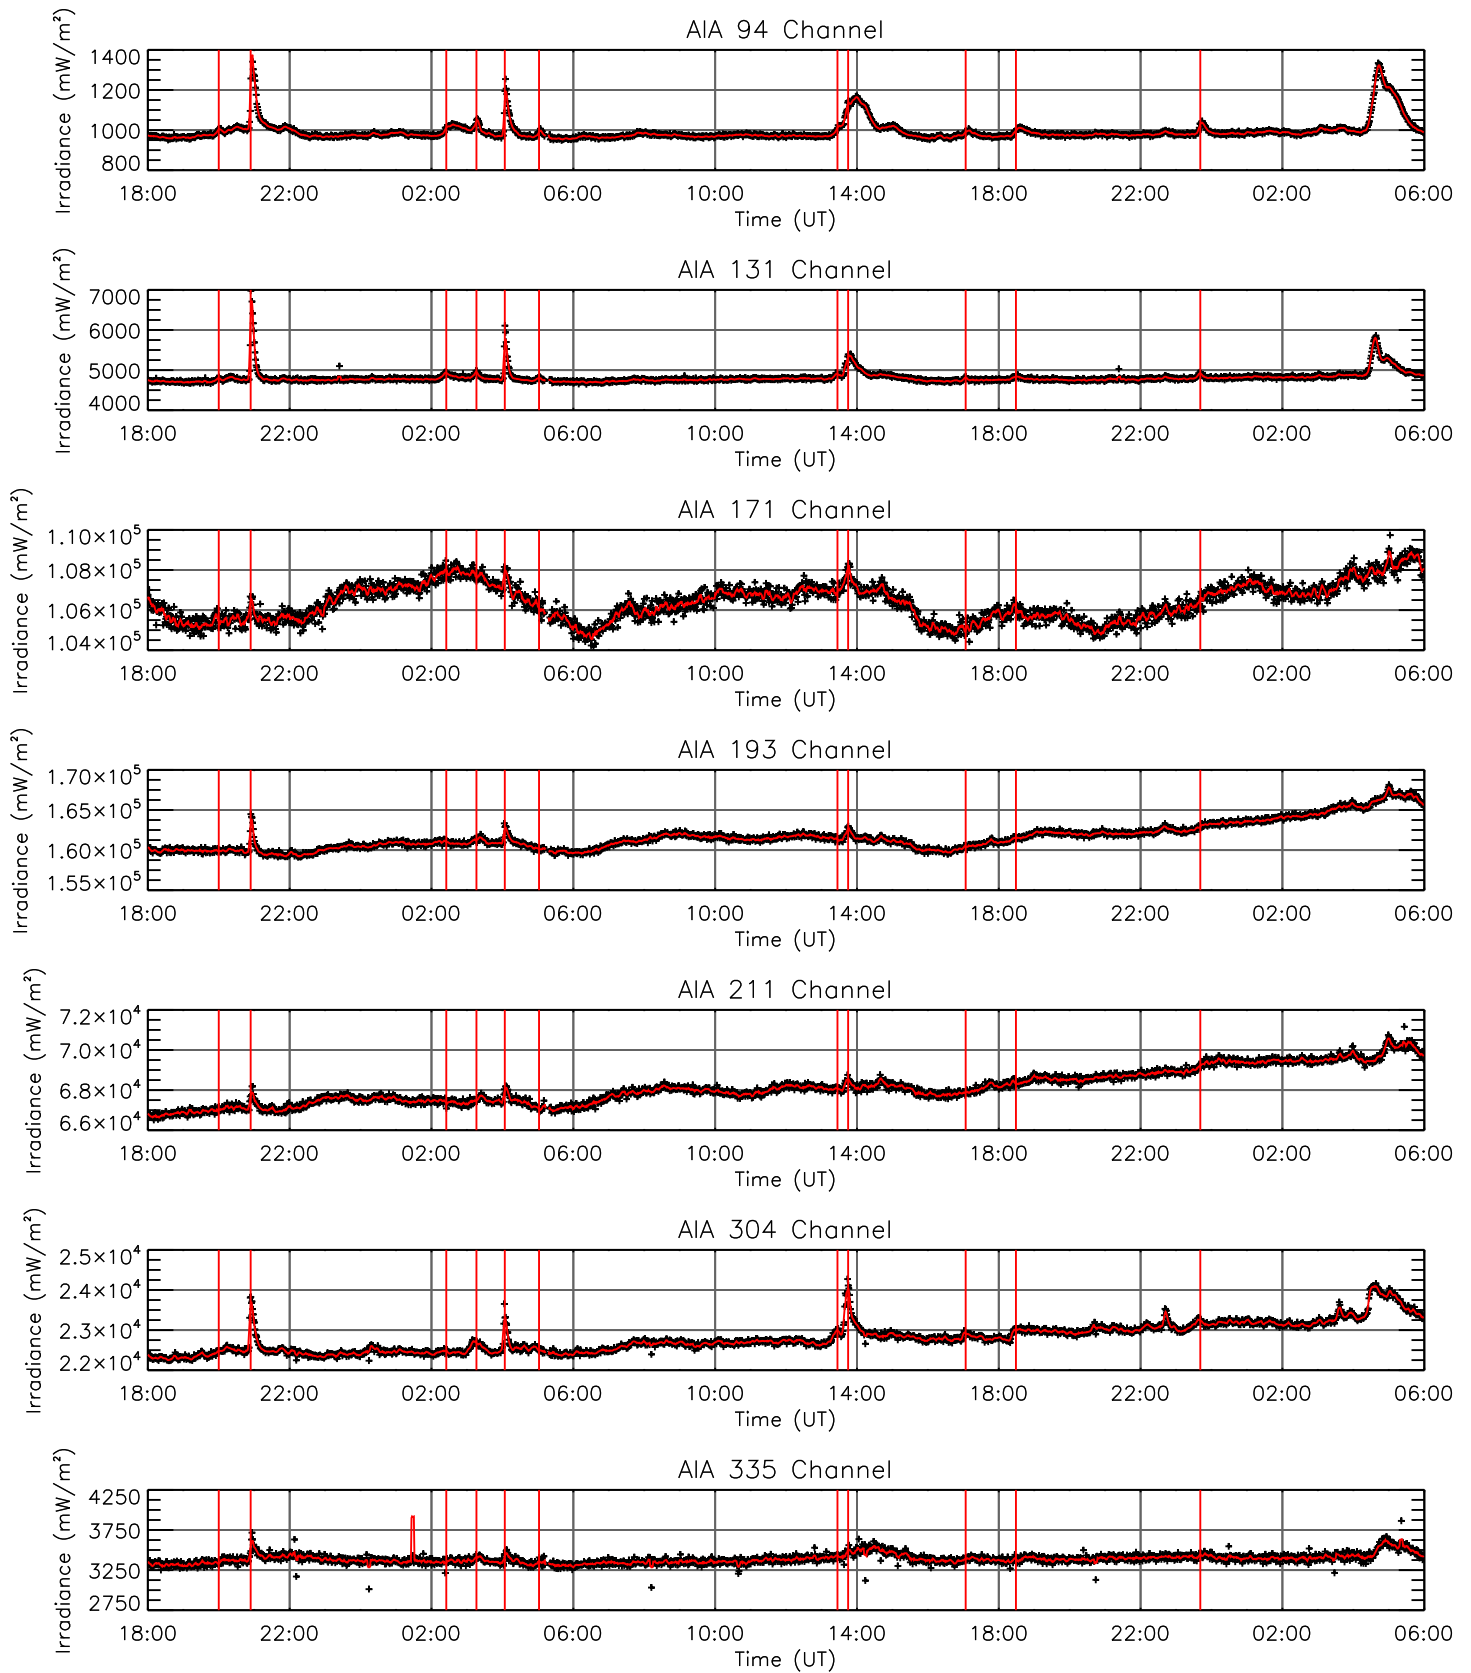 AIA 94 Channel
Irradiance (mW/m²)
1400
1200
1000
800
18:00 22:00 02:00 06:00 10:00 14:00 18:00 22:00 02:00 06:00
Time (UT)
AIA 131 Channel
Irradiance (mW/m²)
7000
6000
5000
4000
18:00 22:00 02:00 06:00 10:00 14:00 18:00 22:00 02:00 06:00
Time (UT)
AIA 171 Channel
Irradiance (mW/m²)
1.10×10⁵
1.08×10⁵
1.06×10⁵
1.04×10⁵
18:00 22:00 02:00 06:00 10:00 14:00 18:00 22:00 02:00 06:00
Time (UT)
AIA 193 Channel
Irradiance (mW/m²)
1.70×10⁵
1.65×10⁵
1.60×10⁵
1.55×10⁵
18:00 22:00 02:00 06:00 10:00 14:00 18:00 22:00 02:00 06:00
Time (UT)
AIA 211 Channel
Irradiance (mW/m²)
7.2×10⁴
7.0×10⁴
6.8×10⁴
6.6×10⁴
18:00 22:00 02:00 06:00 10:00 14:00 18:00 22:00 02:00 06:00
Time (UT)
AIA 304 Channel
Irradiance (mW/m²)
2.5×10⁴
2.4×10⁴
2.3×10⁴
2.2×10⁴
18:00 22:00 02:00 06:00 10:00 14:00 18:00 22:00 02:00 06:00
Time (UT)
AIA 335 Channel
Irradiance (mW/m²)
4250
3750
3250
2750
18:00 22:00 02:00 06:00 10:00 14:00 18:00 22:00 02:00 06:00
Time (UT)